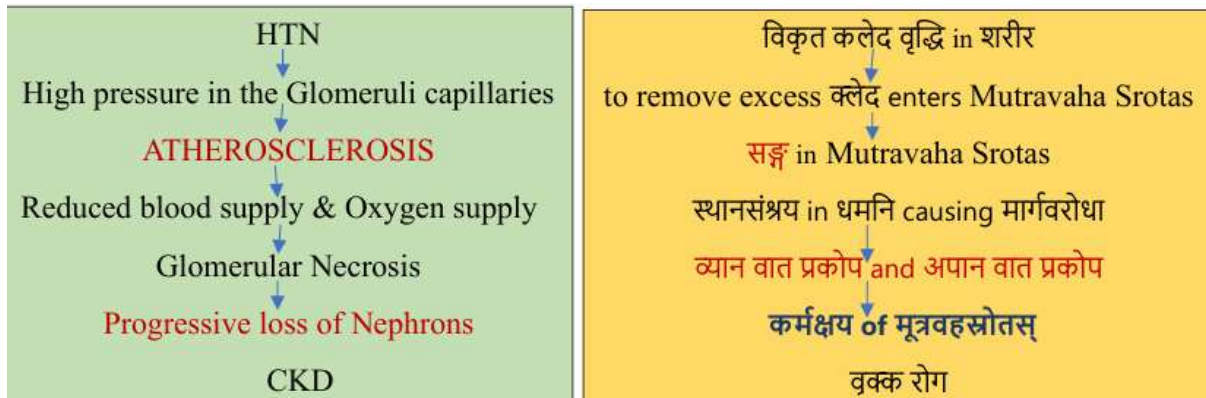 HTN
High pressure in the Glomeruli capillaries
ATHEROSCLEROSIS
Reduced blood supply & Oxygen supply
Glomerular Necrosis
Progressive loss of Nephrons
CKD
विकृत कलेद वृद्धि in शरीर
to remove excess क्लेद enters Mutravaha Srotas
सङ्ग in Mutravaha Srotas
स्थानसंश्रय in धमनि causing मार्गवरोधा
व्यान वात प्रकोप and अपान वात प्रकोप
कर्मक्षय of मूत्रवहस्रोतस्
वृक्क रोग